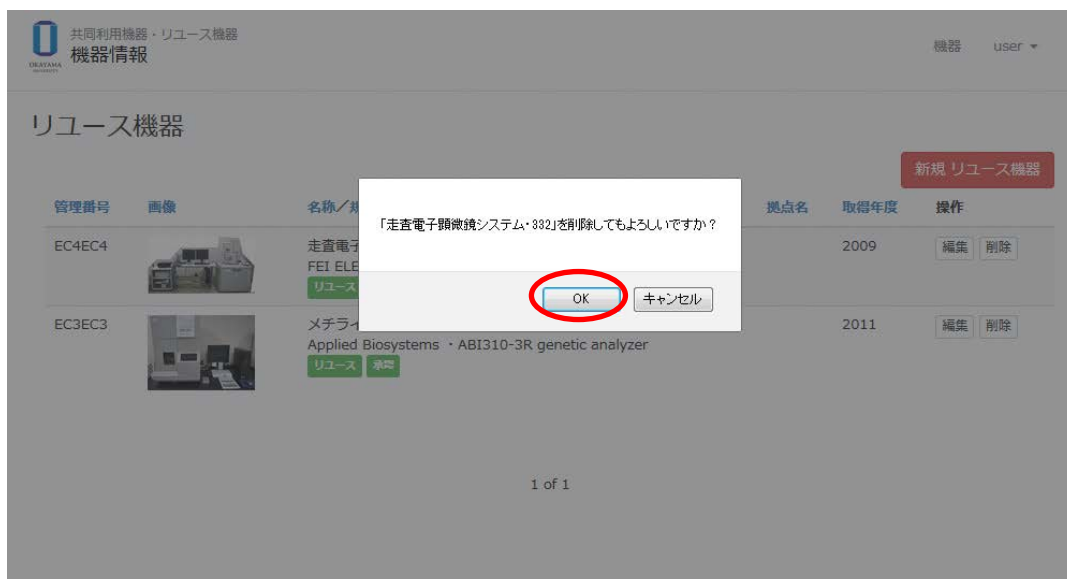 共同利用機器・リユース機器
機器情報
OKAYAMA
UNIVERSITY
機器
user
リユース機器
新規 リユース機器
管理番号
画像
名称／
拠点名
取得年度
操作
「走査電子顕微鏡システム・332」を削除してもよろしいですか？
OK
キャンセル
EC4EC4
走査電子
FEI ELE
リユース
2009
編集
削除
EC3EC3
メチライ
Applied Biosystems ・ABI310-3R genetic analyzer
リユース
承認
2011
編集
削除
1 of 1